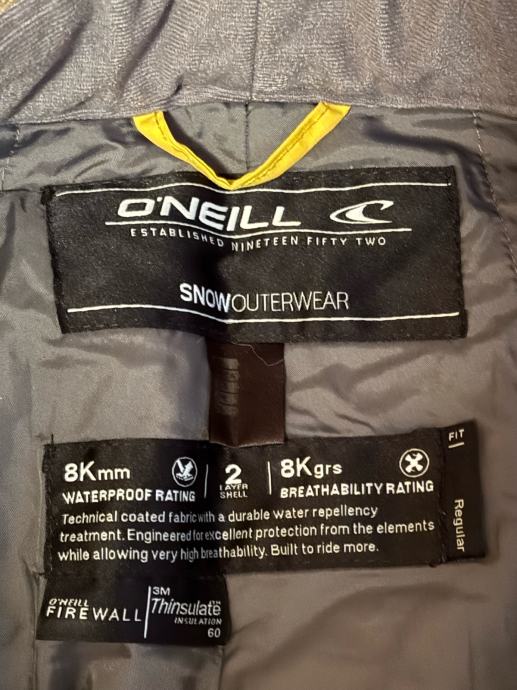 O'NEILL
ESTABLISHED NINETEEN FIFTY TWO
SNOWOUTERWEAR
8Kmm
WATERPROOF RATING
2
LAYER
SHELL
8Kgrs
BREATHABILITY RATING
Technical coated fabric with a durable water repellency
treatment. Engineered for excellent protection from the elements
while allowing very high breathability. Built to ride more.
FIT
Regular
O'NEILL
FIREWALL
3M
Thinsulate™
INSULATION
60